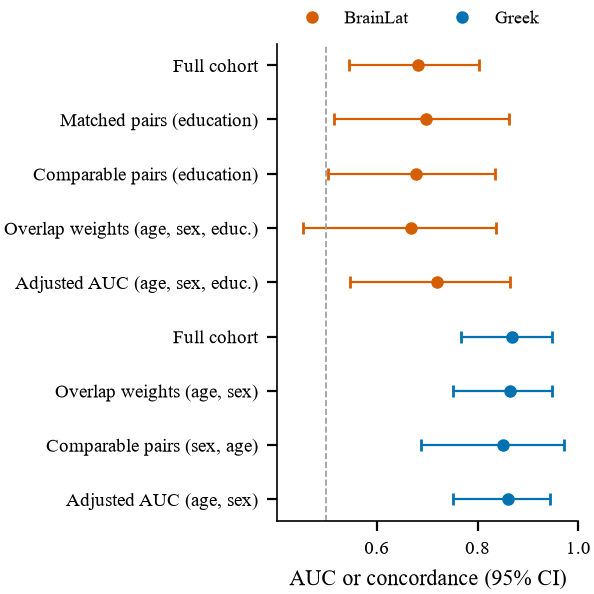 BrainLat Greek
Full cohort
Matched pairs (education)
Comparable pairs (education)
Overlap weights (age, sex, educ.)
Adjusted AUC (age, sex, educ.)
Full cohort
Overlap weights (age, sex)
Comparable pairs (sex, age)
Adjusted AUC (age, sex)
0.6 0.8 1.0
AUC or concordance (95% CI)